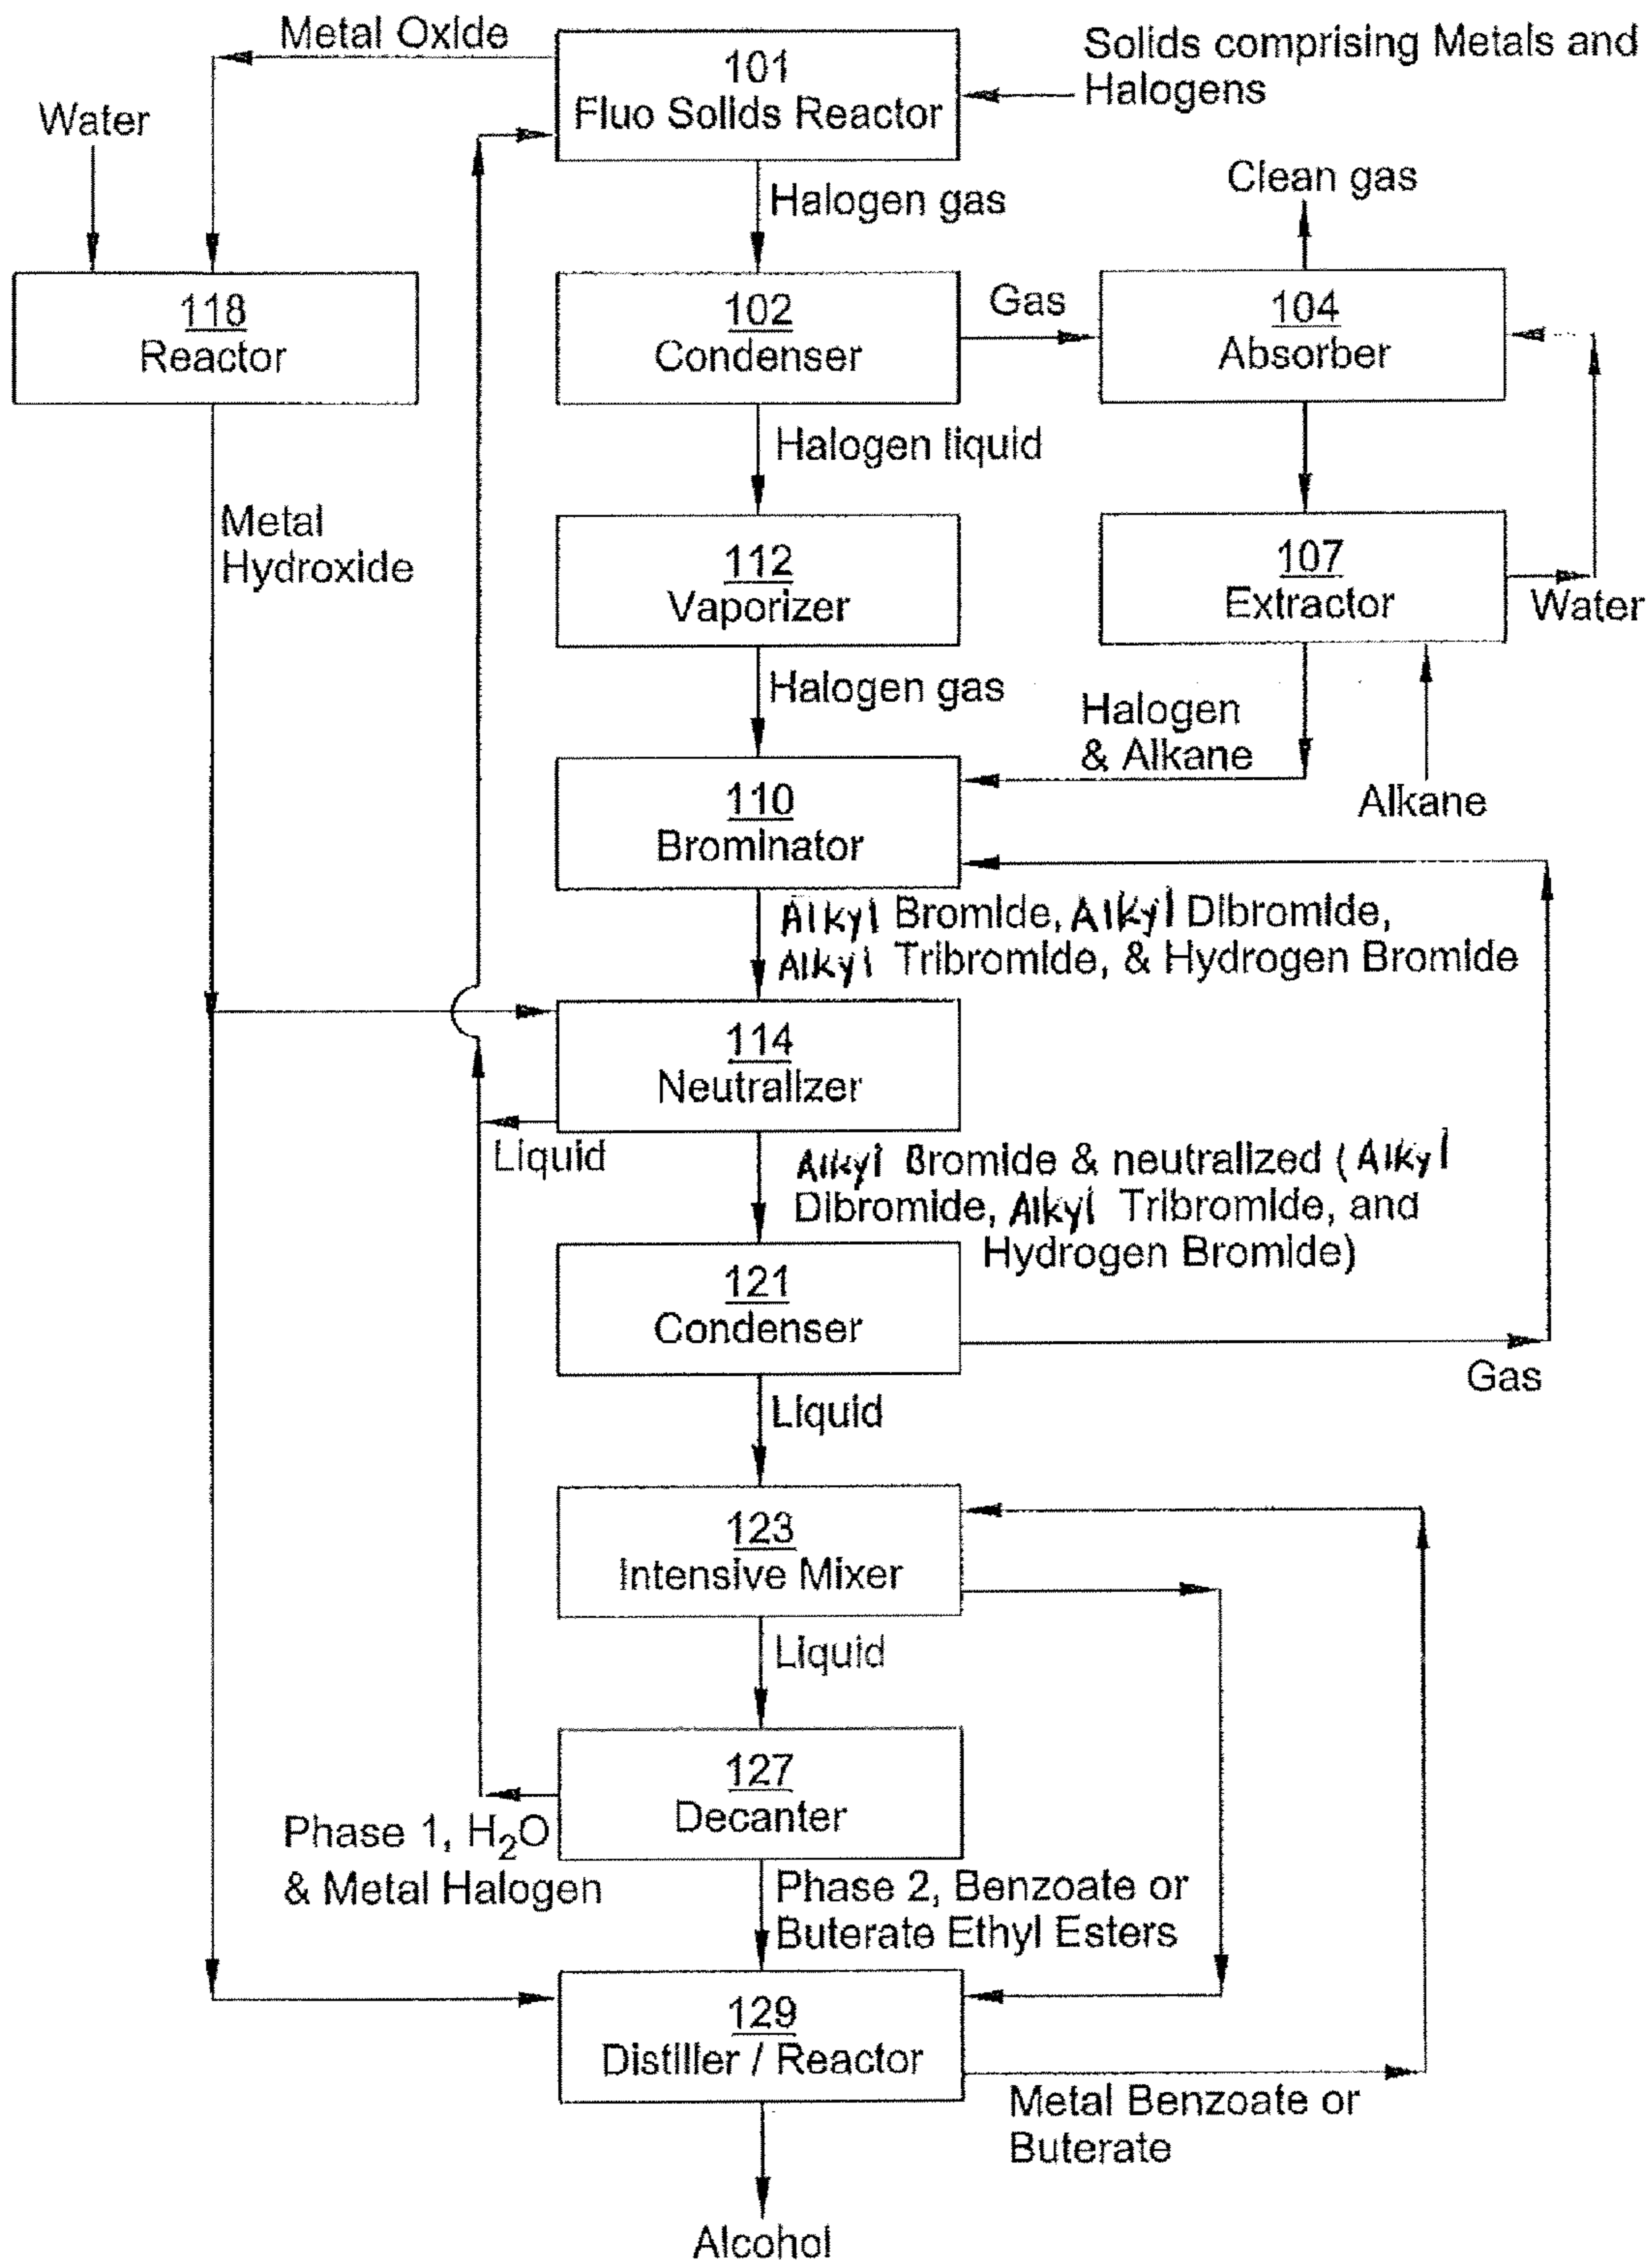 Metal Oxide
101
Fluo Solids Reactor
Solids comprising Metals and
Halogens
Water
Halogen gas
Clean gas
118
Reactor
102
Condenser
Gas
104
Absorber
Halogen liquid
Metal
Hydroxide
112
Vaporizer
107
Extractor
Water
Halogen gas
Halogen
& Alkane
Alkane
110
Brominator
Alkyl Bromide, Alkyl Dibromide,
Alkyl Tribromide, & Hydrogen Bromide
114
Neutralizer
Liquid
Alkyl Bromide & neutralized (Alkyl
Dibromide, Alkyl Tribromide, and
Hydrogen Bromide)
121
Condenser
Gas
Liquid
123
Intensive Mixer
Liquid
127
Decanter
Phase 1, H₂O
& Metal Halogen
Phase 2, Benzoate or
Buterate Ethyl Esters
129
Distiller / Reactor
Metal Benzoate or
Buterate
Alcohol